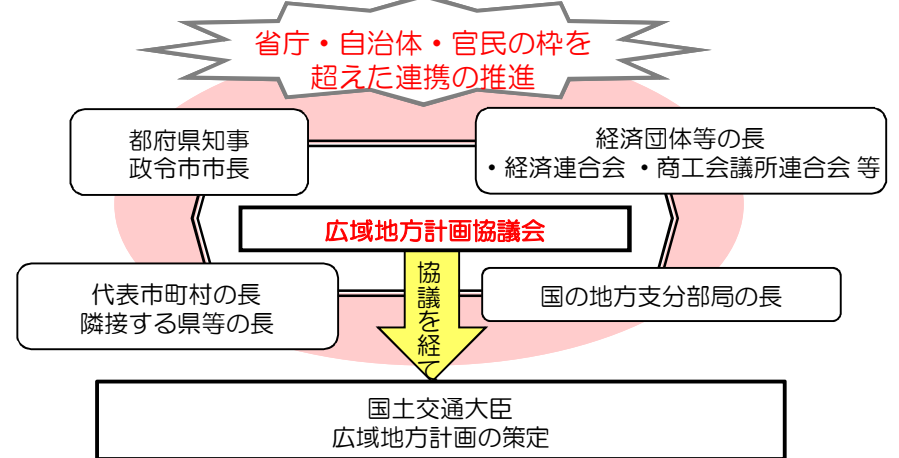 省庁・自治体・官民の枠を
超えた連携の推進
都府県知事
政令市市長
経済団体等の長
・経済連合会 ・商工会議所連合会 等
広域地方計画協議会
代表市町村の長
隣接する県等の長
国の地方支分部局の長
協議を経て
国土交通大臣
広域地方計画の策定